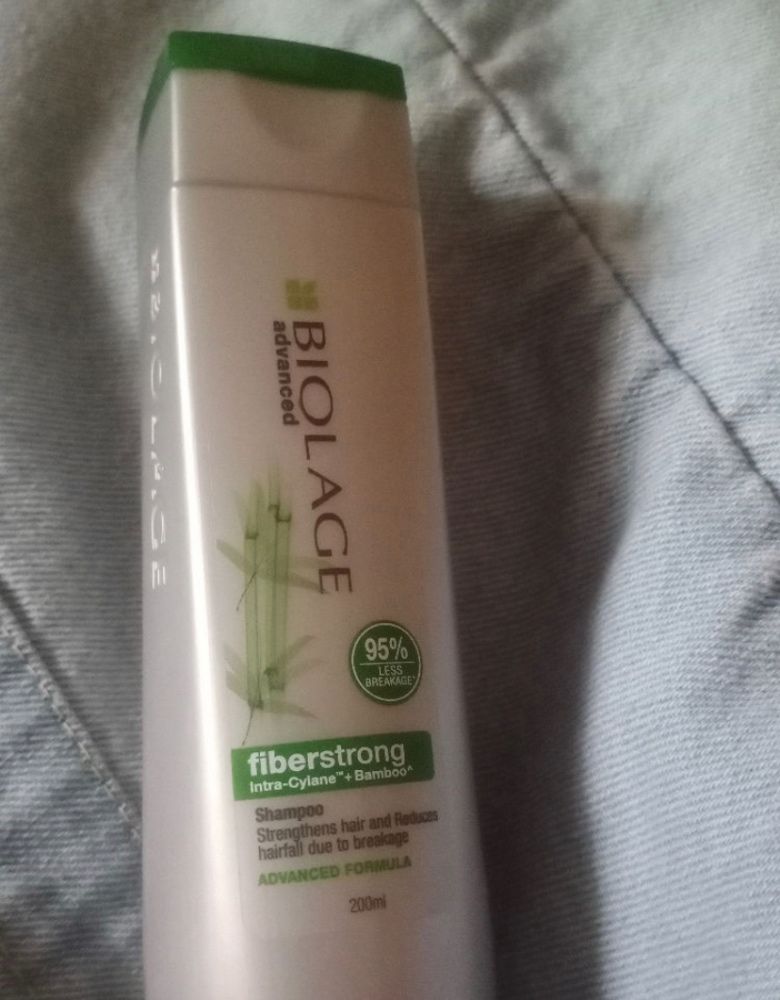 BIOLAGE
advanced
95%
LESS
BREAKAGE*
fiberstrong
Intra-Cylane™ + Bamboo^
Shampoo
Strengthens hair and Reduces
hairfall due to breakage
ADVANCED FORMULA
200ml
BIOLAGE